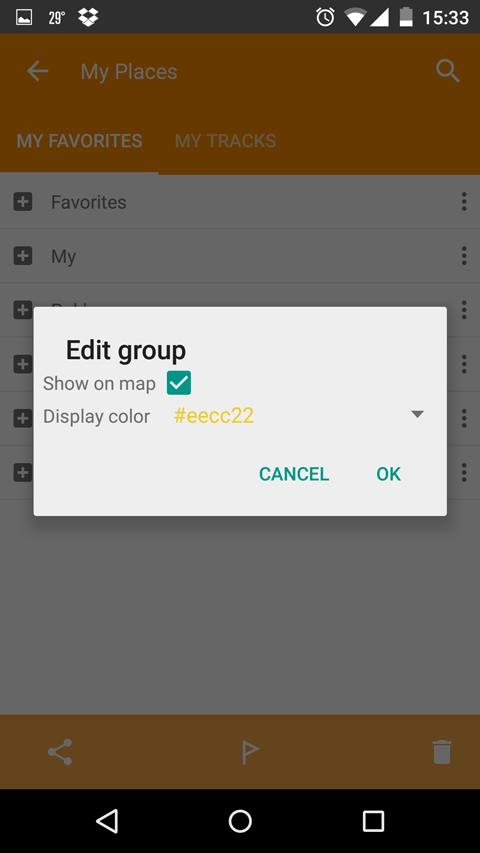 29° 15:33
My Places
MY FAVORITES MY TRACKS
Favorites
My
Edit group
Show on map
Display color #eecc22
CANCEL OK